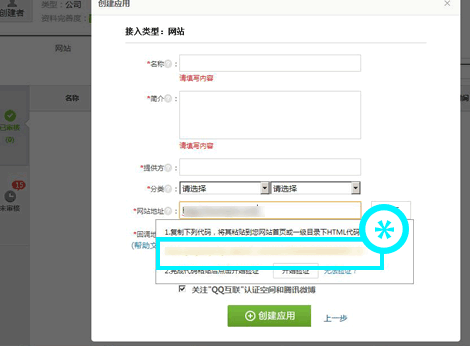 创建应用
创建者
类型：公司
资料完善度：
网站
接入类型：网站
*名称 ：
请填写内容
*简介 ：
请填写内容
*提供方 ：
*分类 ： 请选择 请选择
*网站地址 ：
名称
已审核
(0)
15
未审核
*回调地
(帮助文
1.复制下列代码，将其粘贴到您网站首页或一级目录下HTML代码
2.完成代码粘贴后点击开始验证 开始验证 无法验证？
关注"QQ互联"认证空间和腾讯微博
创建应用 上一步